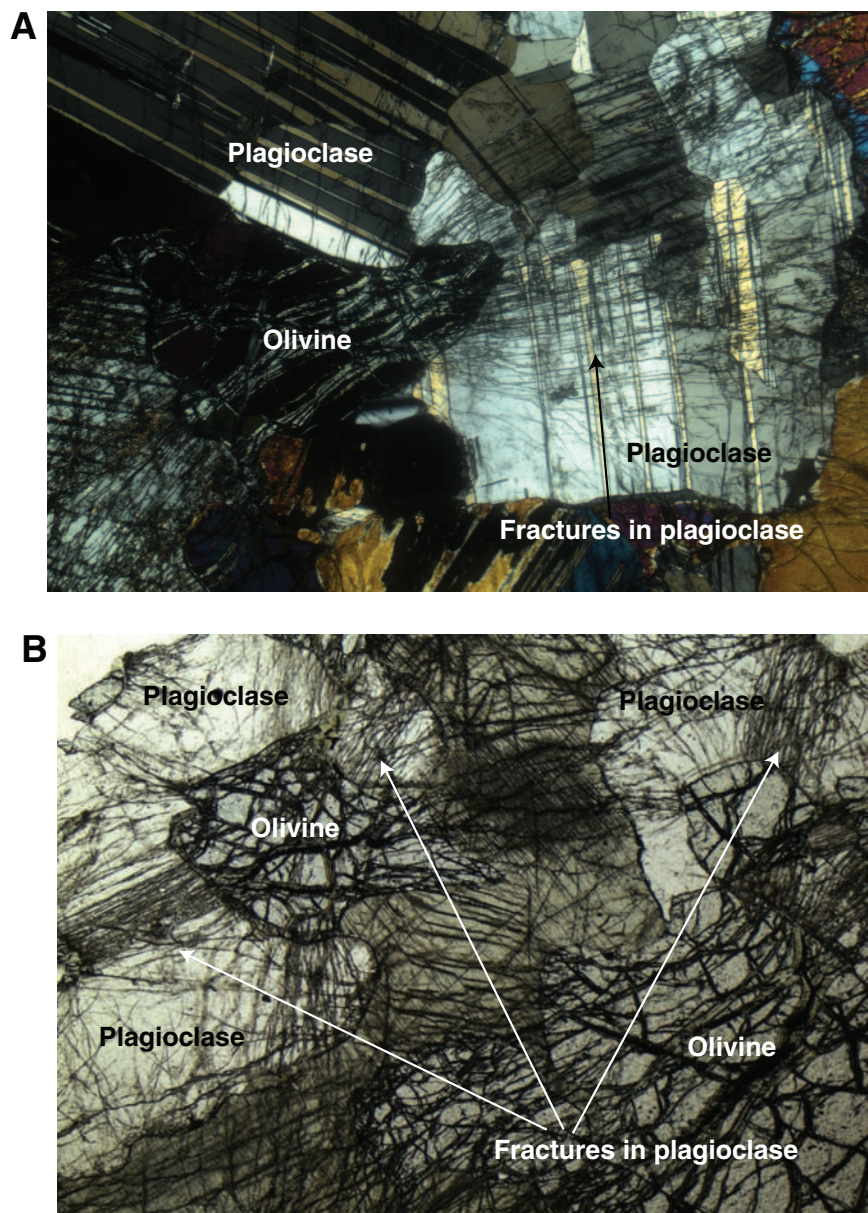 A
Plagioclase
Olivine
Plagioclase
Fractures in plagioclase
B
Plagioclase
Plagioclase
Olivine
Plagioclase
Olivine
Fractures in plagioclase